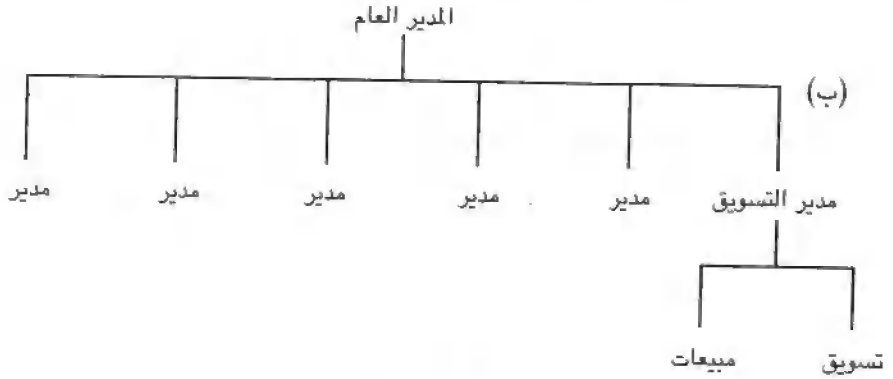 المدير العام
(ب)
مدير التسويق مدير مدير مدير مدير مدير
تسويق مبيعات